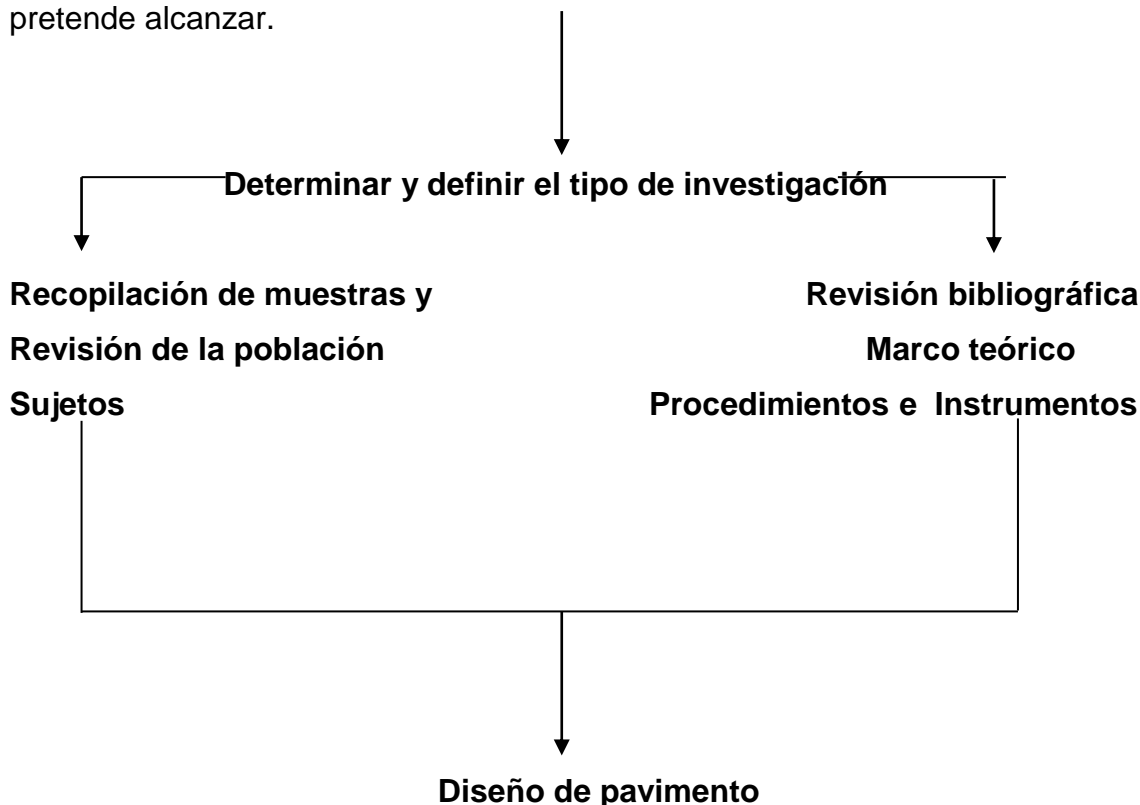 pretende alcanzar.
Determinar y definir el tipo de investigación
Recopilación de muestras y
Revisión de la población
Sujetos
Revisión bibliográfica
Marco teórico
Procedimientos e Instrumentos
Diseño de pavimento